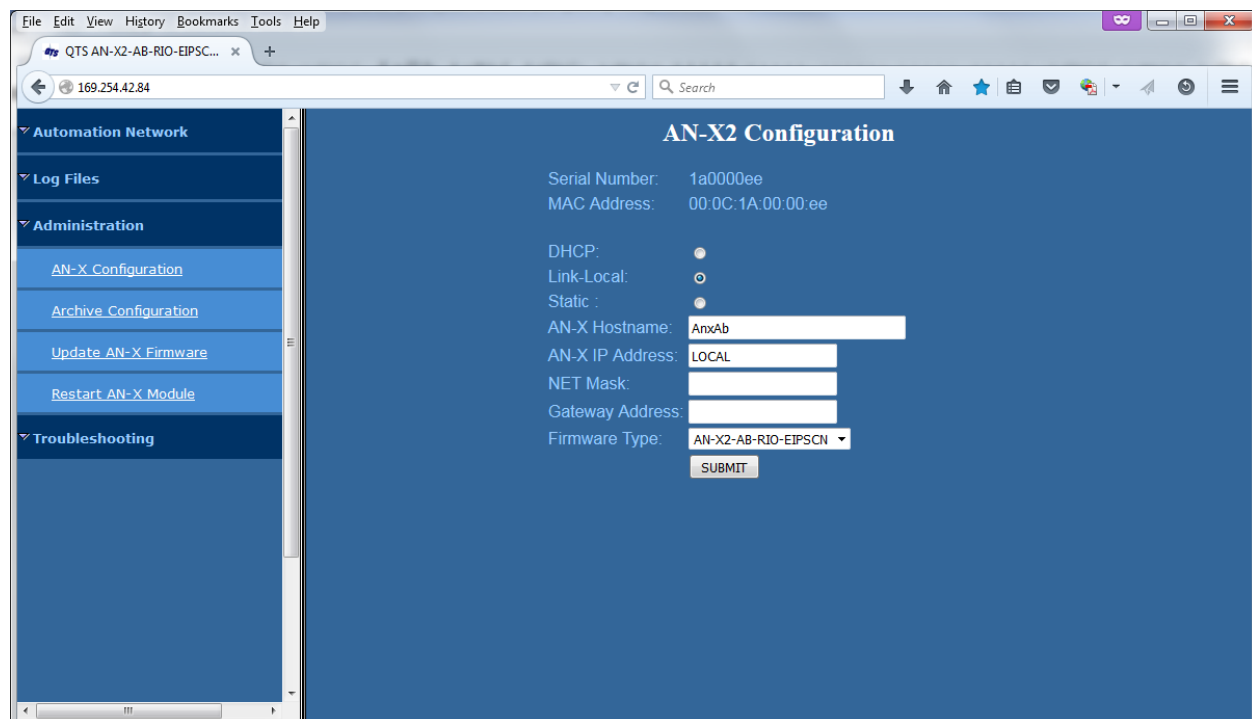 File Edit View History Bookmarks Tools Help
QTS AN-X2-AB-RIO-EIPSC...
169.254.42.84
Search
Automation Network
Log Files
Administration
AN-X Configuration
Archive Configuration
Update AN-X Firmware
Restart AN-X Module
Troubleshooting
AN-X2 Configuration
Serial Number: 1a0000ee
MAC Address: 00:0C:1A:00:00:ee
DHCP:
Link-Local:
Static :
AN-X Hostname: AnxAb
AN-X IP Address: LOCAL
NET Mask:
Gateway Address:
Firmware Type: AN-X2-AB-RIO-EIPSCN
SUBMIT